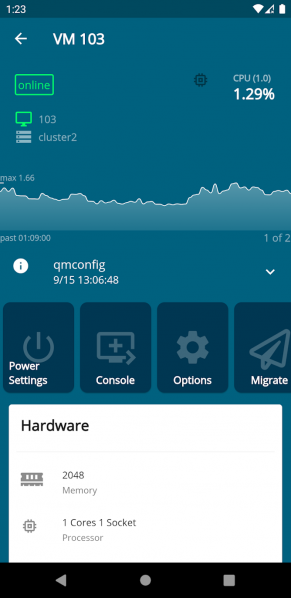 1:23
VM 103
online
CPU (1.0)
1.29%
103
cluster2
max 1.66
past 01:09:00
1 of 2
qmconfig
9/15 13:06:48
Power
Settings
Console
Options
Migrate
Hardware
2048
Memory
1 Cores 1 Socket
Processor